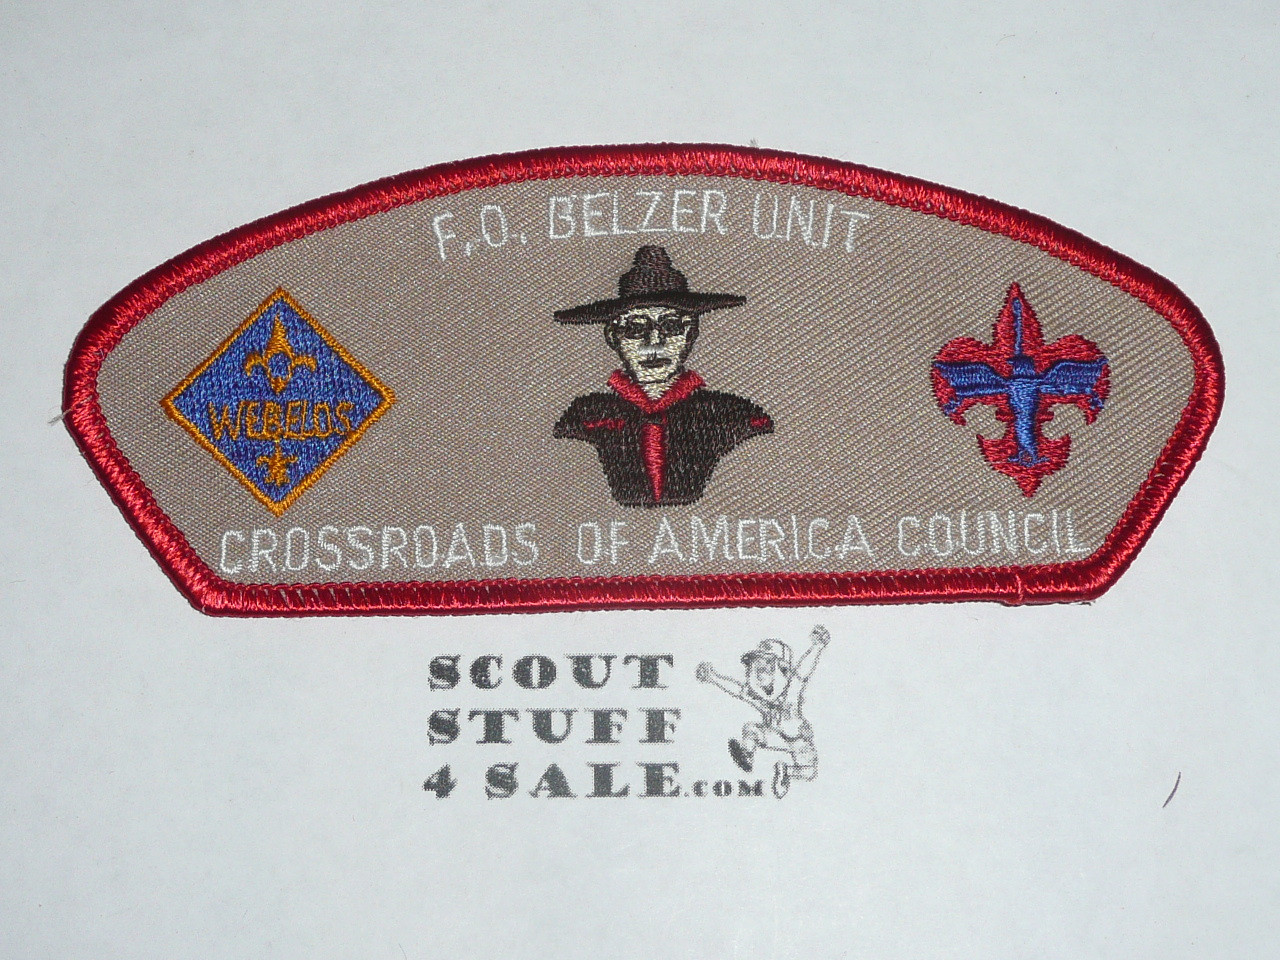 F.O. BELZER UNIT
WEBELOS
CROSSROADS OF AMERICA COUNCIL
SCOUT
STUFF
4 SALE.COM